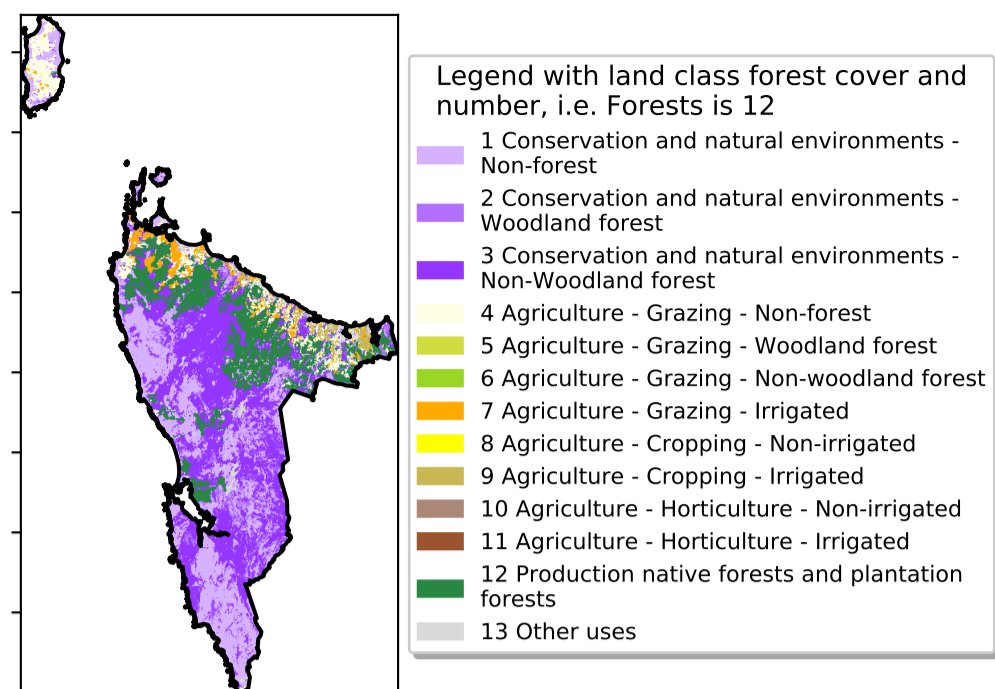 Legend with land class forest cover and
number, i.e. Forests is 12
1 Conservation and natural environments -
Non-forest
2 Conservation and natural environments -
Woodland forest
3 Conservation and natural environments -
Non-Woodland forest
4 Agriculture - Grazing - Non-forest
5 Agriculture - Grazing - Woodland forest
6 Agriculture - Grazing - Non-woodland forest
7 Agriculture - Grazing - Irrigated
8 Agriculture - Cropping - Non-irrigated
9 Agriculture - Cropping - Irrigated
10 Agriculture - Horticulture - Non-irrigated
11 Agriculture - Horticulture - Irrigated
12 Production native forests and plantation
forests
13 Other uses